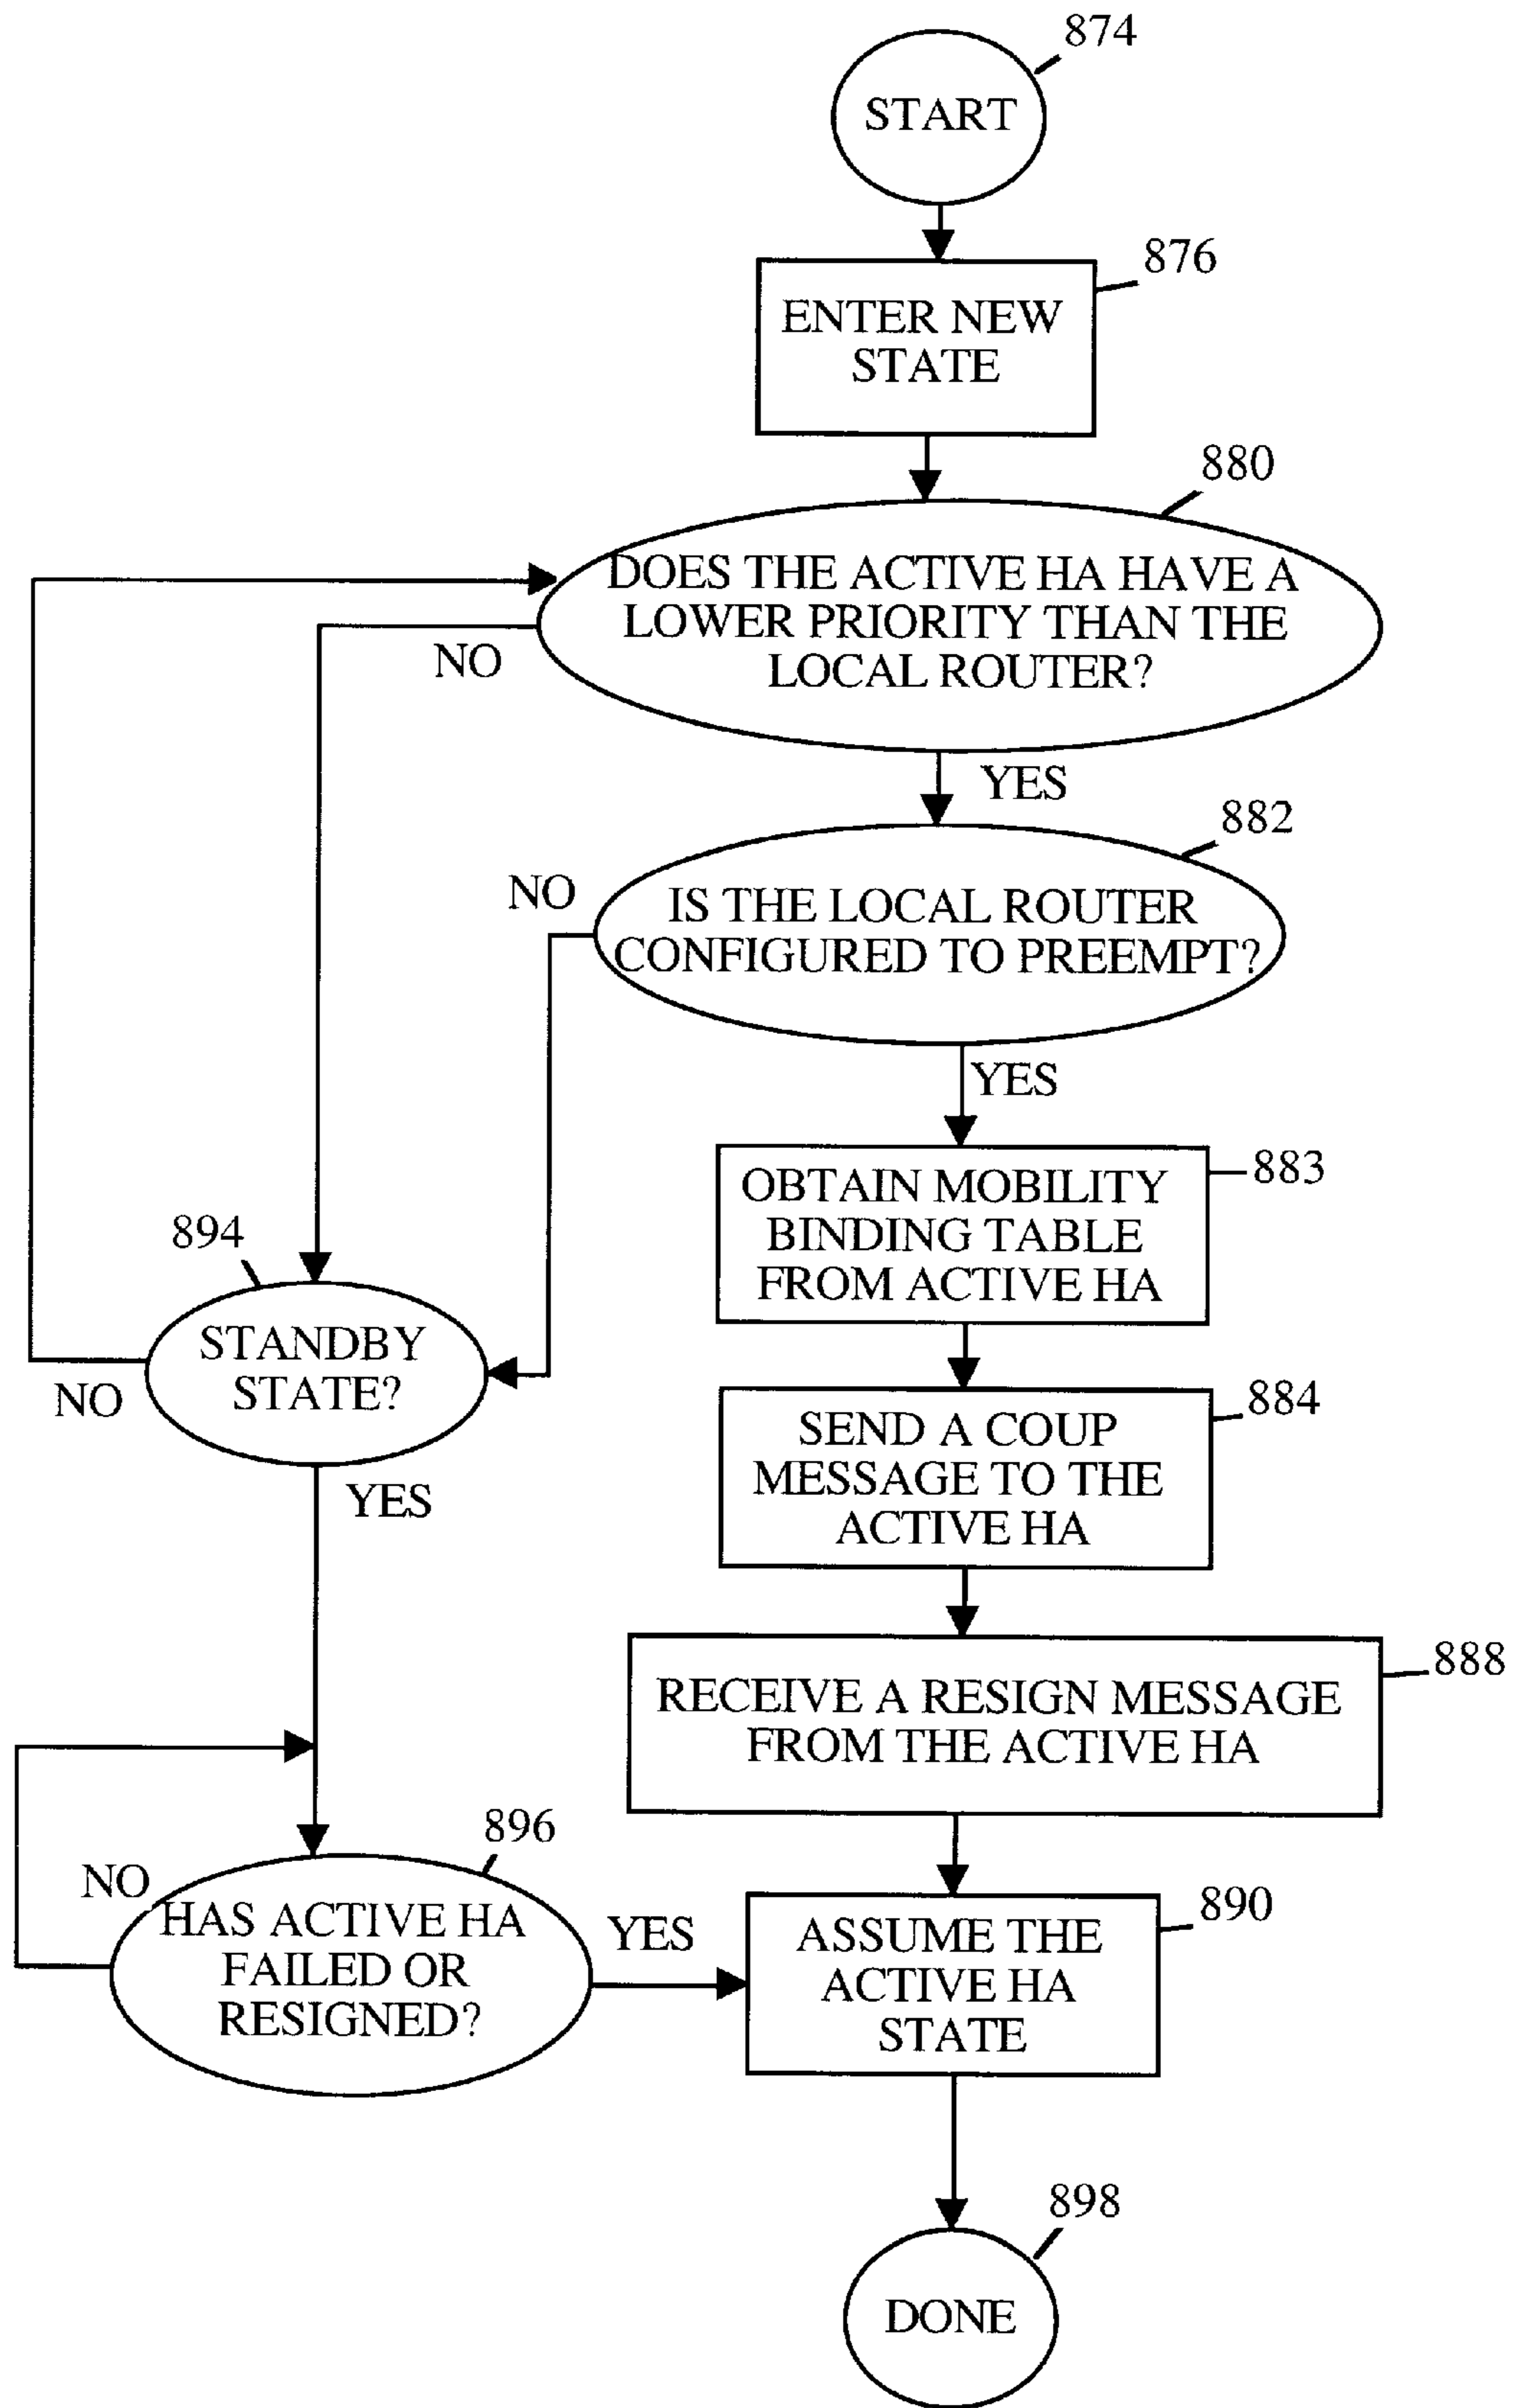 874
START
876
ENTER NEW
STATE
880
DOES THE ACTIVE HA HAVE A
LOWER PRIORITY THAN THE
LOCAL ROUTER?
NO
YES
882
NO
IS THE LOCAL ROUTER
CONFIGURED TO PREEMPT?
YES
883
OBTAIN MOBILITY
BINDING TABLE
FROM ACTIVE HA
894
STANDBY
STATE?
NO
YES
884
SEND A COUP
MESSAGE TO THE
ACTIVE HA
888
RECEIVE A RESIGN MESSAGE
FROM THE ACTIVE HA
896
NO
HAS ACTIVE HA
FAILED OR
RESIGNED?
YES
890
ASSUME THE
ACTIVE HA
STATE
898
DONE